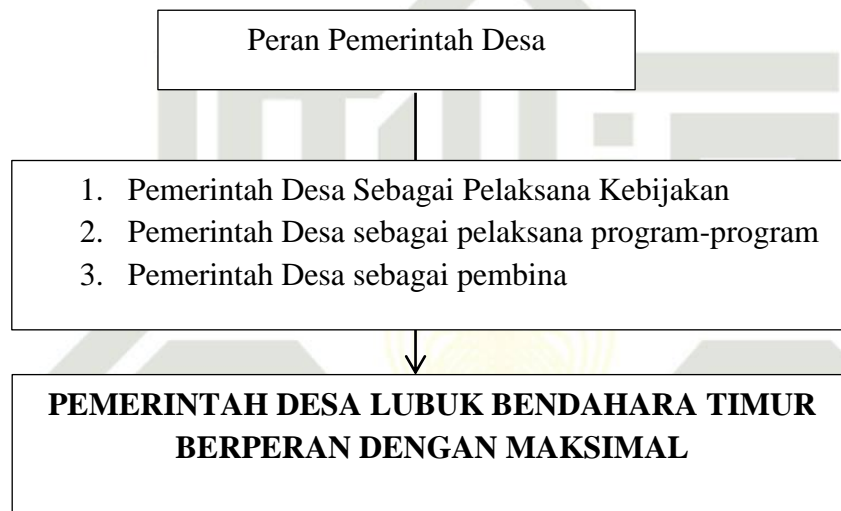 Peran Pemerintah Desa
1. Pemerintah Desa Sebagai Pelaksana Kebijakan
2. Pemerintah Desa sebagai pelaksana program-program
3. Pemerintah Desa sebagai pembina
PEMERINTAH DESA LUBUK BENDAHARA TIMUR
BERPERAN DENGAN MAKSIMAL